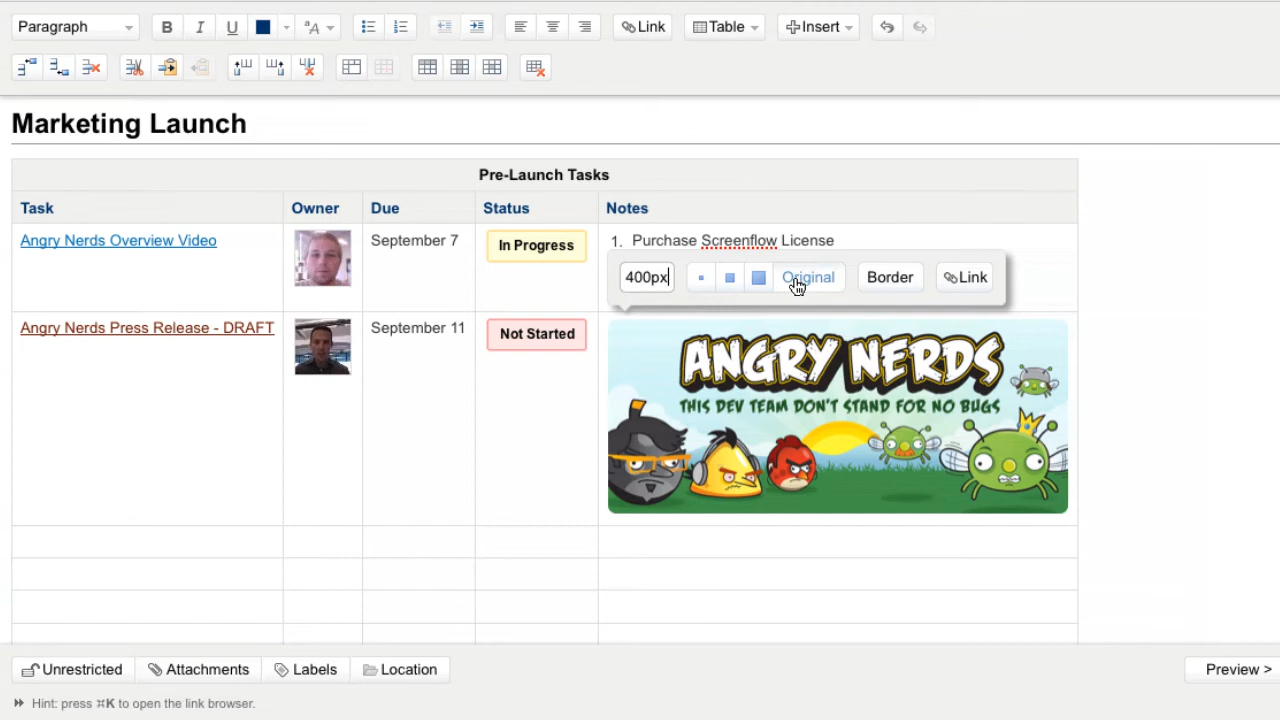 Paragraph B I U ᵃA Link Table Insert
Marketing Launch
Pre-Launch Tasks
Task Owner Due Status Notes
Angry Nerds Overview Video September 7 In Progress 1. Purchase Screenflow License
400px Original Border Link
Angry Nerds Press Release - DRAFT September 11 Not Started
ANGRY NERDS
THIS DEV TEAM DON'T STAND FOR NO BUGS
Unrestricted Attachments Labels Location Preview >
Hint: press ⌘K to open the link browser.